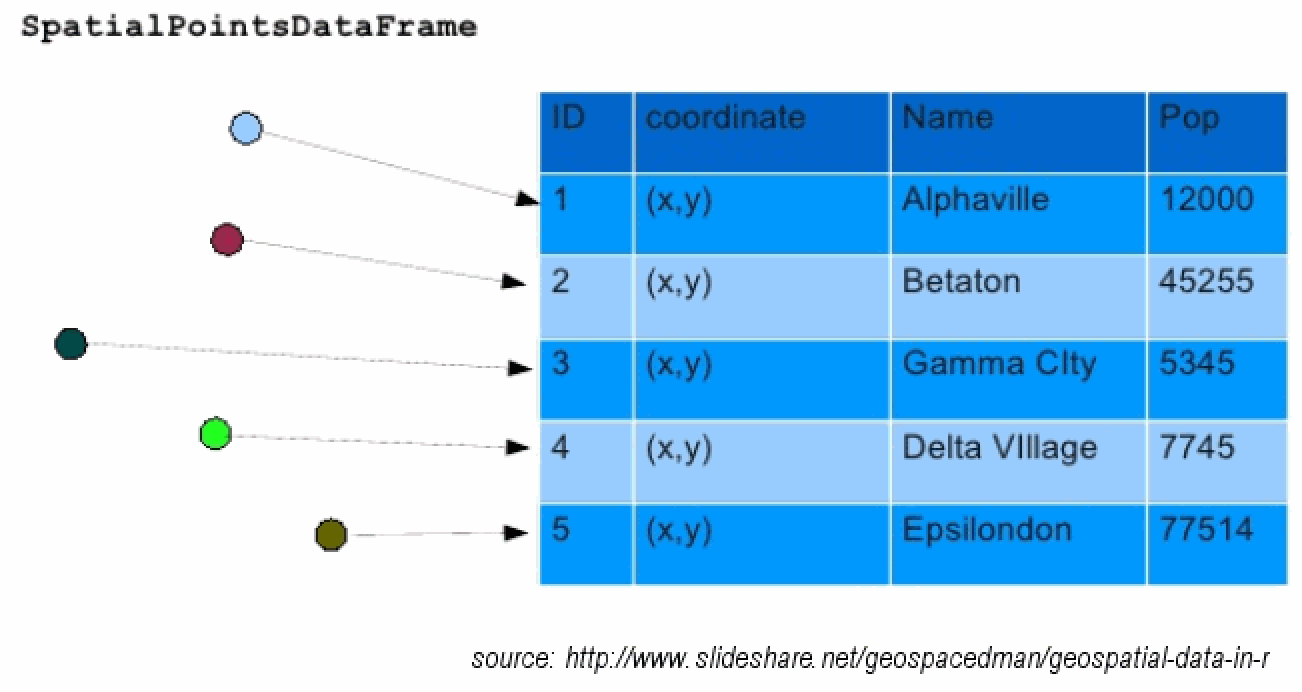 SpatialPointsDataFrame
ID coordinate Name Pop
1 (x,y) Alphaville 12000
2 (x,y) Betaton 45255
3 (x,y) Gamma CIty 5345
4 (x,y) Delta VIllage 7745
5 (x,y) Epsilondon 77514
source: http://www.slideshare.net/geospacedman/geospatial-data-in-r